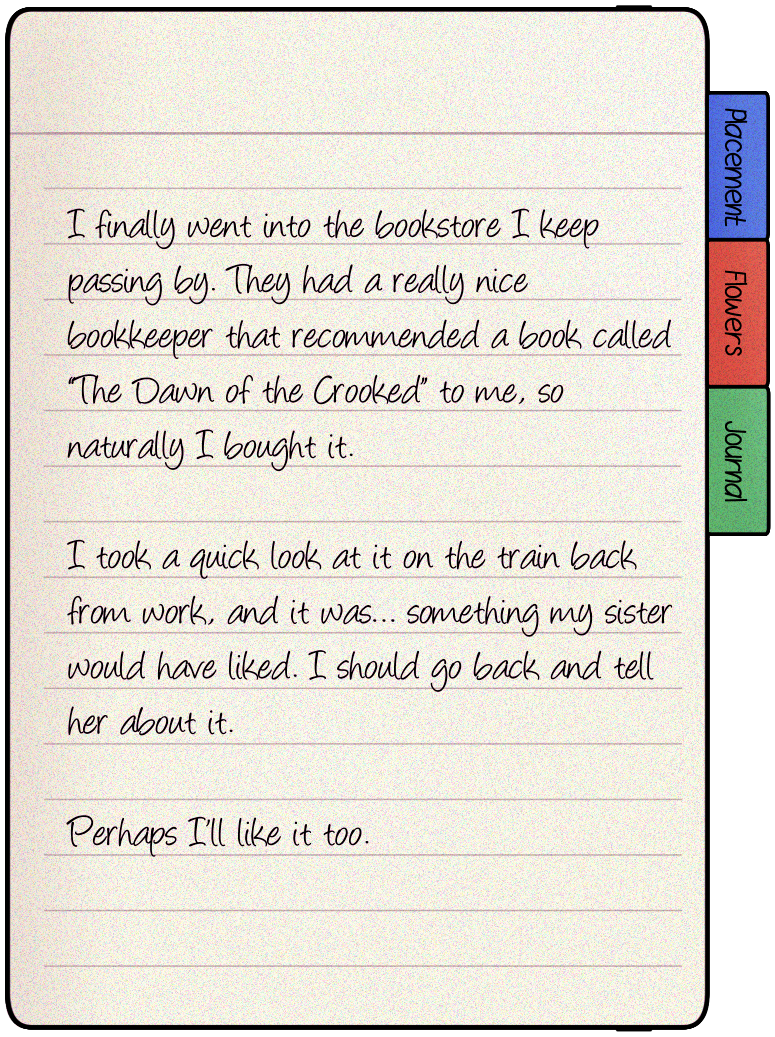 I finally went into the bookstore I keep
passing by. They had a really nice
bookkeeper that recommended a book called
"The Dawn of the Crooked" to me, so
naturally I bought it.
I took a quick look at it on the train back
from work, and it was... something my sister
would have liked. I should go back and tell
her about it.
Perhaps I'll like it too.
Placement
Flowers
Journal